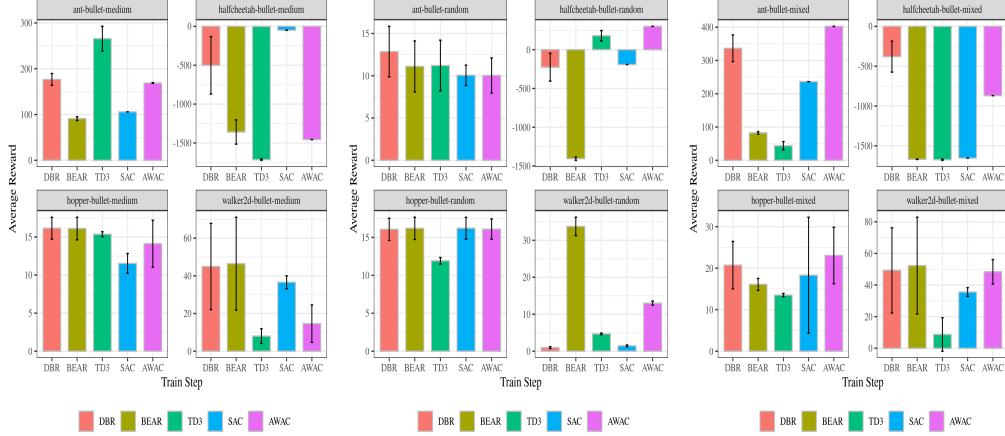 ant-bullet-medium
halfcheetah-bullet-medium
300
200
100
0
0
-500
-1000
-1500
DBR BEAR TD3 SAC AWAC
DBR BEAR TD3 SAC AWAC
hopper-bullet-medium
walker2d-bullet-medium
15
10
5
0
60
40
20
0
DBR BEAR TD3 SAC AWAC
DBR BEAR TD3 SAC AWAC
Average Reward
Train Step
DBR BEAR TD3 SAC AWAC
ant-bullet-random
halfcheetah-bullet-random
15
10
5
0
0
-500
-1000
-1500
DBR BEAR TD3 SAC AWAC
DBR BEAR TD3 SAC AWAC
hopper-bullet-random
walker2d-bullet-random
15
10
5
0
30
20
10
0
DBR BEAR TD3 SAC AWAC
DBR BEAR TD3 SAC AWAC
Average Reward
Train Step
DBR BEAR TD3 SAC AWAC
ant-bullet-mixed
halfcheetah-bullet-mixed
400
300
200
100
0
0
-500
-1000
-1500
DBR BEAR TD3 SAC AWAC
DBR BEAR TD3 SAC AWAC
hopper-bullet-mixed
walker2d-bullet-mixed
30
20
10
0
80
60
40
20
0
DBR BEAR TD3 SAC AWAC
DBR BEAR TD3 SAC AWAC
Average Reward
Train Step
DBR BEAR TD3 SAC AWAC